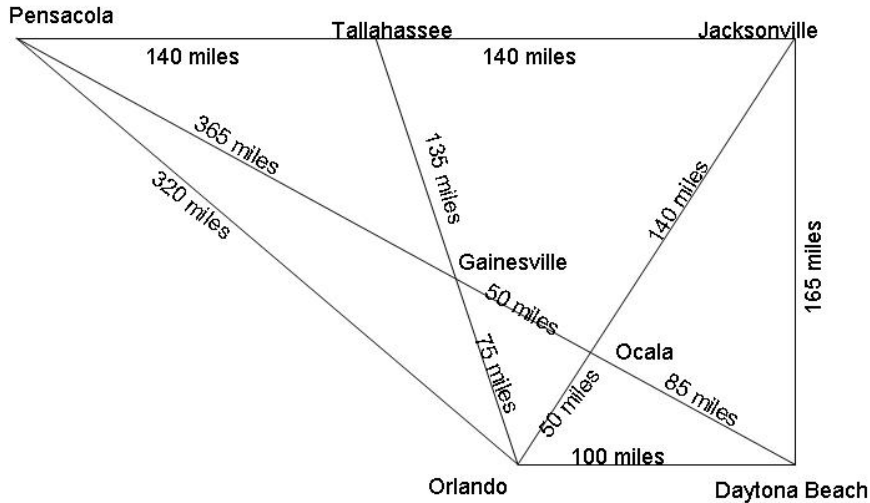 Pensacola
Tallahassee
Jacksonville
140 miles
140 miles
365 miles
135 miles
320 miles
140 miles
165 miles
Gainesville
50 miles
Ocala
75 miles
50 miles
85 miles
100 miles
Orlando
Daytona Beach